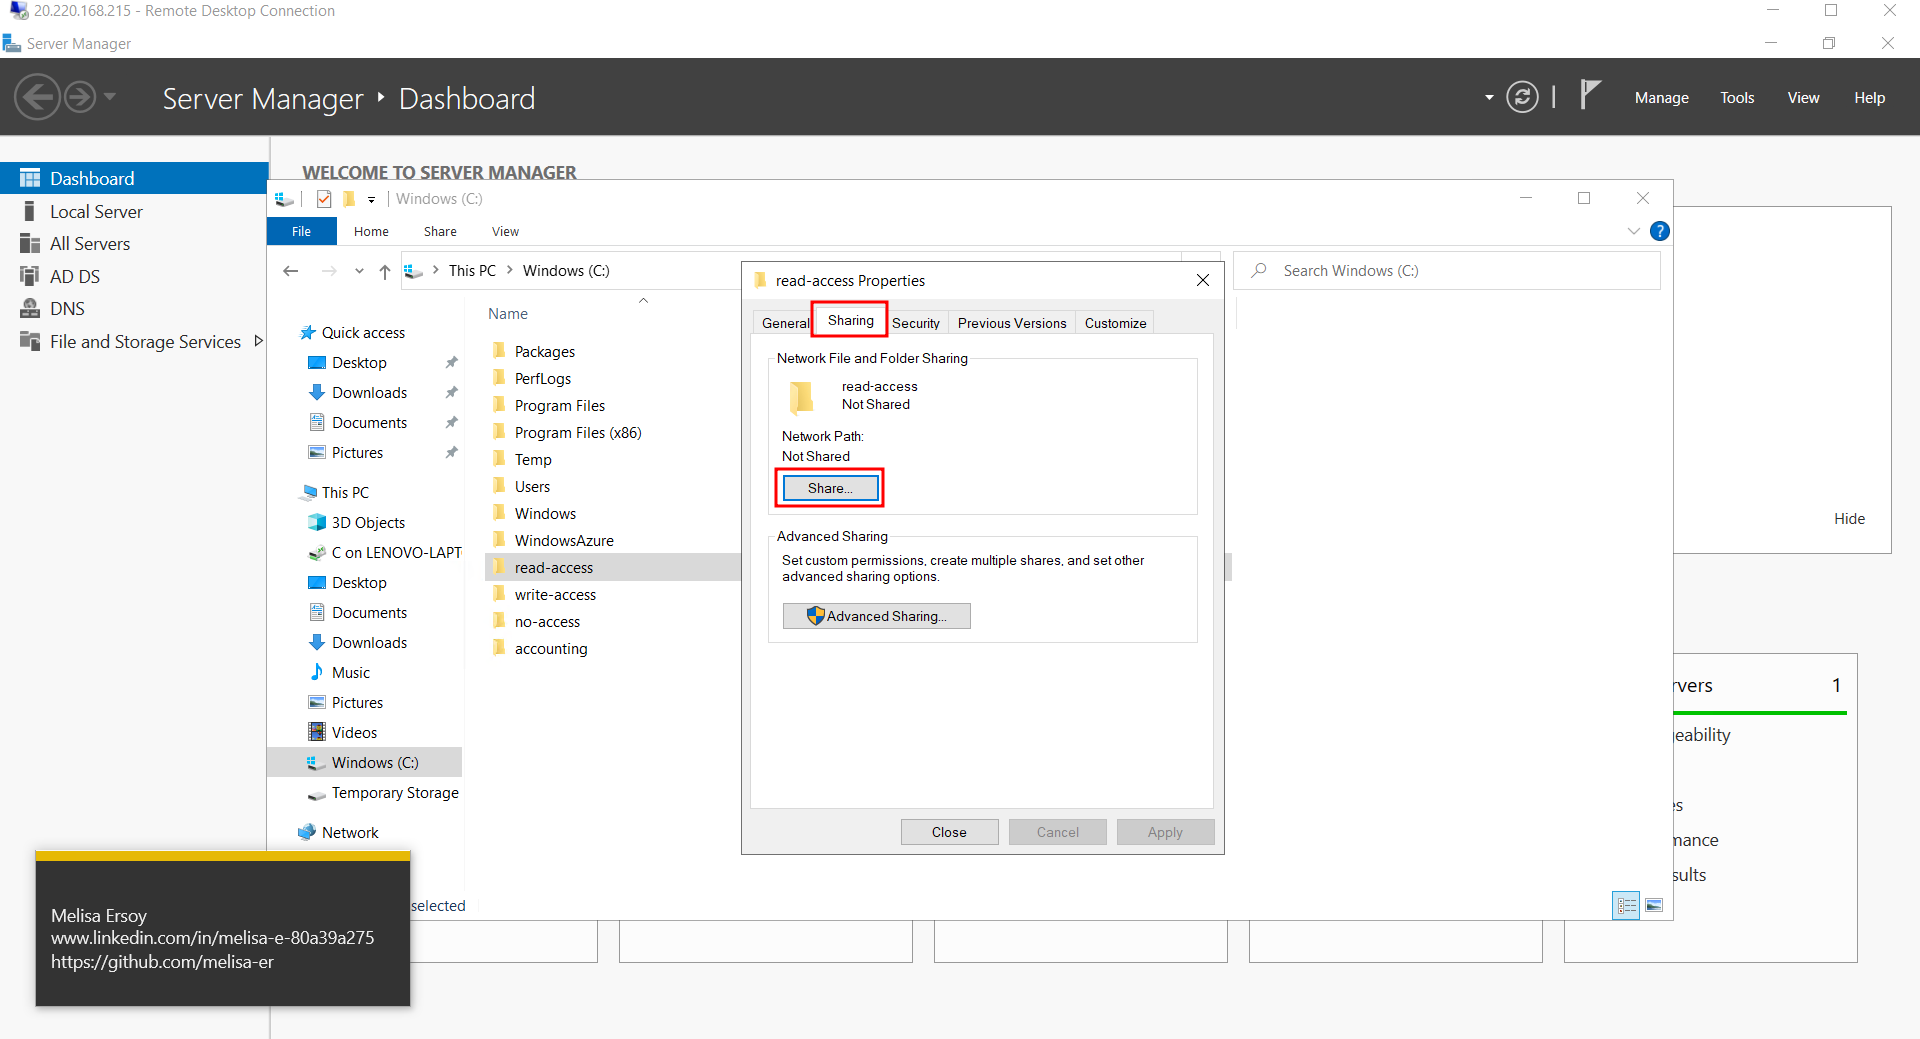 20.220.168.215 - Remote Desktop Connection
Server Manager
Server Manager Dashboard
Manage Tools View Help
Dashboard
Local Server
All Servers
AD DS
DNS
File and Storage Services
WELCOME TO SERVER MANAGER
Windows (C:)
File Home Share View
?
This PC Windows (C:)
Search Windows (C:)
Quick access
Desktop
Downloads
Documents
Pictures
This PC
3D Objects
C on LENOVO-LAPT
Desktop
Documents
Downloads
Music
Pictures
Videos
Windows (C:)
Temporary Storage
Network
Name
Packages
PerfLogs
Program Files
Program Files (x86)
Temp
Users
Windows
WindowsAzure
read-access
write-access
no-access
accounting
selected
read-access Properties
General Sharing Security Previous Versions Customize
Network File and Folder Sharing
read-access
Not Shared
Network Path:
Not Shared
Share...
Advanced Sharing
Set custom permissions, create multiple shares, and set other
advanced sharing options.
Advanced Sharing...
Close Cancel Apply
Hide
rvers 1
eability
es
mance
sults
Melisa Ersoy
www.linkedin.com/in/melisa-e-80a39a275
https://github.com/melisa-er